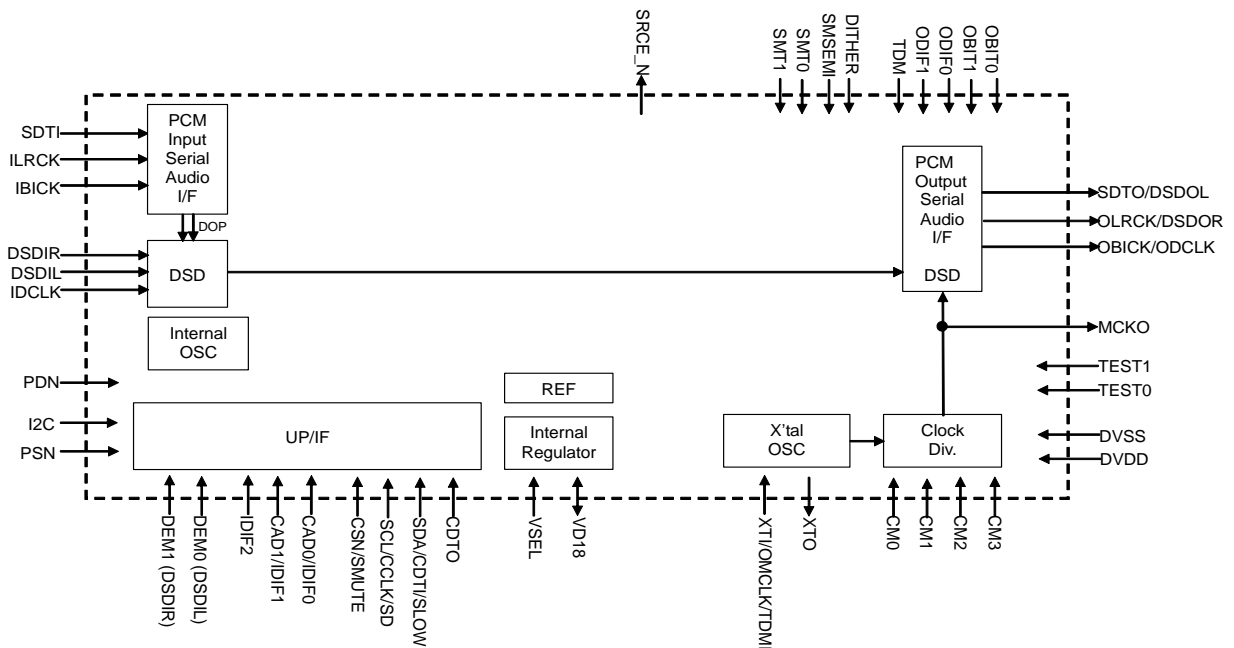 SRCE_N
SMT1
SMT0
SMSEMI
DITHER
TDM
ODIF1
ODIF0
OBIT1
OBIT0
SDTI
ILRCK
IBICK
PCM
Input
Serial
Audio
I/F
DOP
DSDIR
DSDIL
IDCLK
DSD
Internal
OSC
PCM
Output
Serial
Audio
I/F
DSD
SDTO/DSDOL
OLRCK/DSDOR
OBICK/ODCLK
MCKO
TEST1
TEST0
DVSS
DVDD
PDN
I2C
PSN
UP/IF
REF
Internal
Regulator
X'tal
OSC
Clock
Div.
DEM1 (DSDIR)
DEM0 (DSDIL)
IDIF2
CAD1/IDIF1
CAD0/IDIF0
CSN/SMUTE
SCL/CCLK/SD
SDA/CDTI/SLOW
CDTO
VSEL
VD18
XTI/OMCLK/TDMI
XTO
CM0
CM1
CM2
CM3